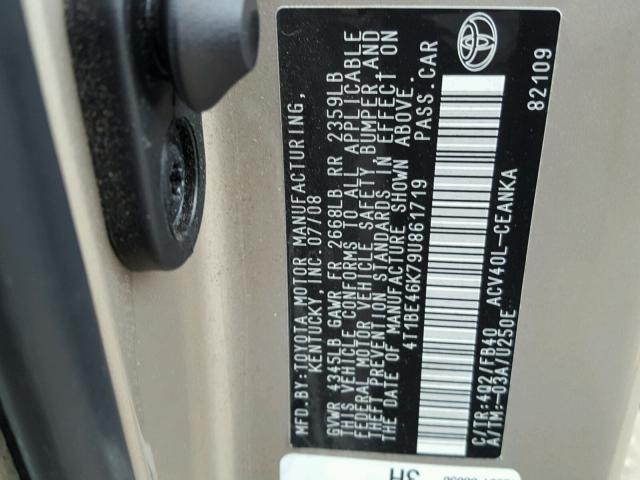 MFD.BY:TOYOTA MOTOR MANUFACTURING,
KENTUCKY INC. 07/08
GVWR 4345LB GAWR FR 2668LB RR 2359LB
THIS VEHICLE CONFORMS TO ALL APPLICABLE
FEDERAL MOTOR VEHICLE SAFETY, BUMPER,AND
THEFT PREVENTION STANDARDS IN EFFECT ON
THE DATE OF MANUFACTURE SHOWN ABOVE.
4T1BE46K79U861719 PASS.CAR
C/TR:4Q2/FB40 ACV40L-CEANKA
A/TM:-03A/U250E
82109
3H